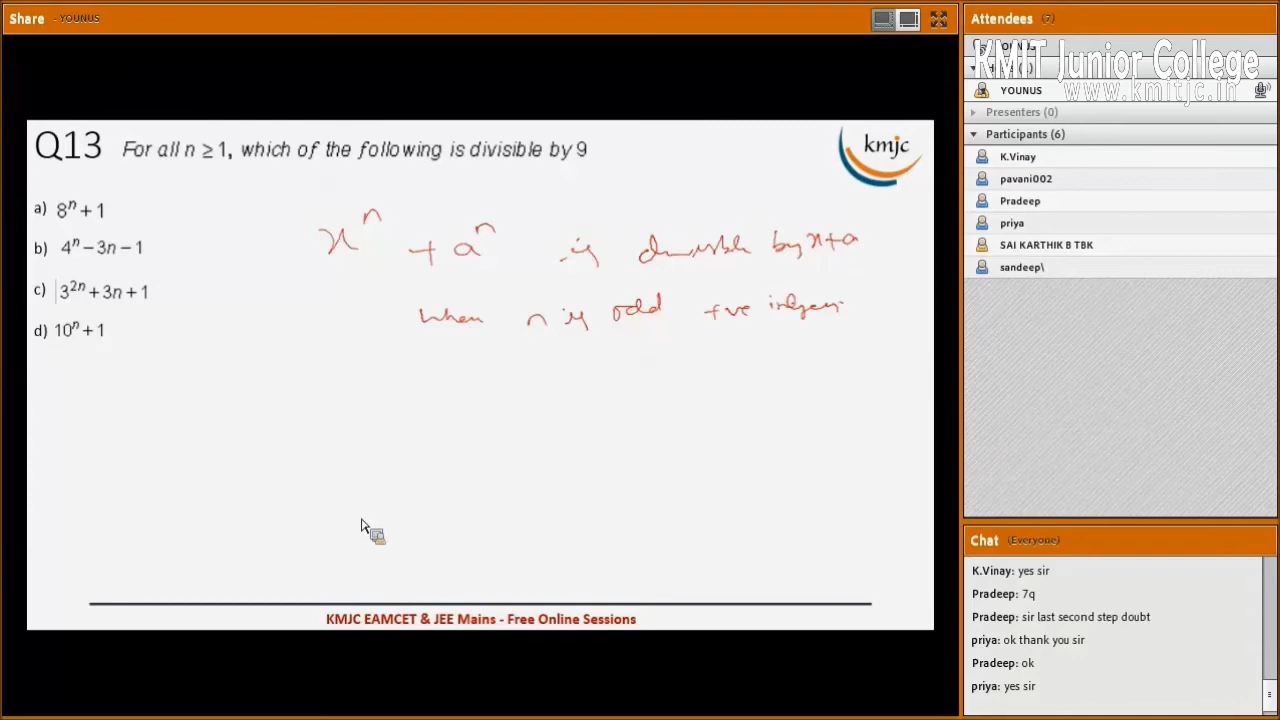 Share - YOUNUS
Q13 For all n ≥ 1, which of the following is divisible by 9
kmjc
a) 8ⁿ + 1
b) 4ⁿ − 3n − 1
c) 3²ⁿ + 3n + 1
d) 10ⁿ + 1
xⁿ + aⁿ is divisible by x+a
when n is odd +ve integer
KMJC EAMCET & JEE Mains - Free Online Sessions
Attendees (7)
KMIT Junior College
www.kmitjc.in
YOUNUS
Presenters (0)
Participants (6)
K.Vinay
pavani002
Pradeep
priya
SAI KARTHIK B TBK
sandeep\
Chat (Everyone)
K.Vinay: yes sir
Pradeep: 7q
Pradeep: sir last second step doubt
priya: ok thank you sir
Pradeep: ok
priya: yes sir